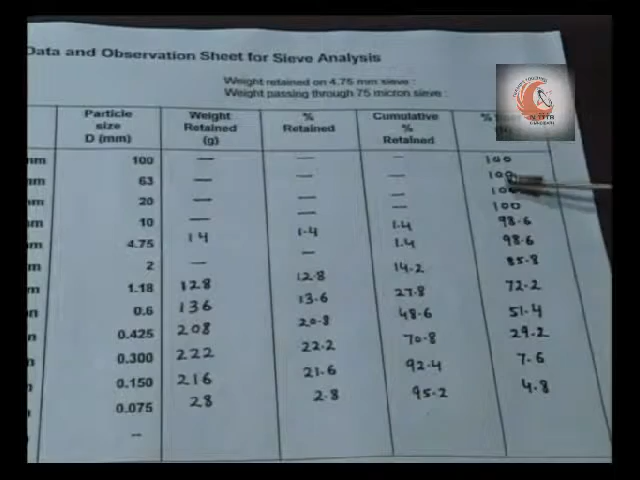 Data and Observation Sheet for Sieve Analysis
Weight retained on 4.75 mm sieve :
Weight passing through 75 micron sieve :
Particle size D (mm) Weight Retained (g) % Retained Cumulative % Retained %
mm 100 — — — 100
mm 63 — — — 100
mm 20 — — — 100
mm 10 — — — 100
m 4.75 14 1.4 1.4 98.6
m 2 — — 1.4 98.6
m 1.18 128 12.8 14.2 85.8
n 0.6 136 13.6 27.8 72.2
n 0.425 208 20.8 48.6 51.4
n 0.300 222 22.2 70.8 29.2
0.150 216 21.6 92.4 7.6
0.075 28 2.8 95.2 4.8
--